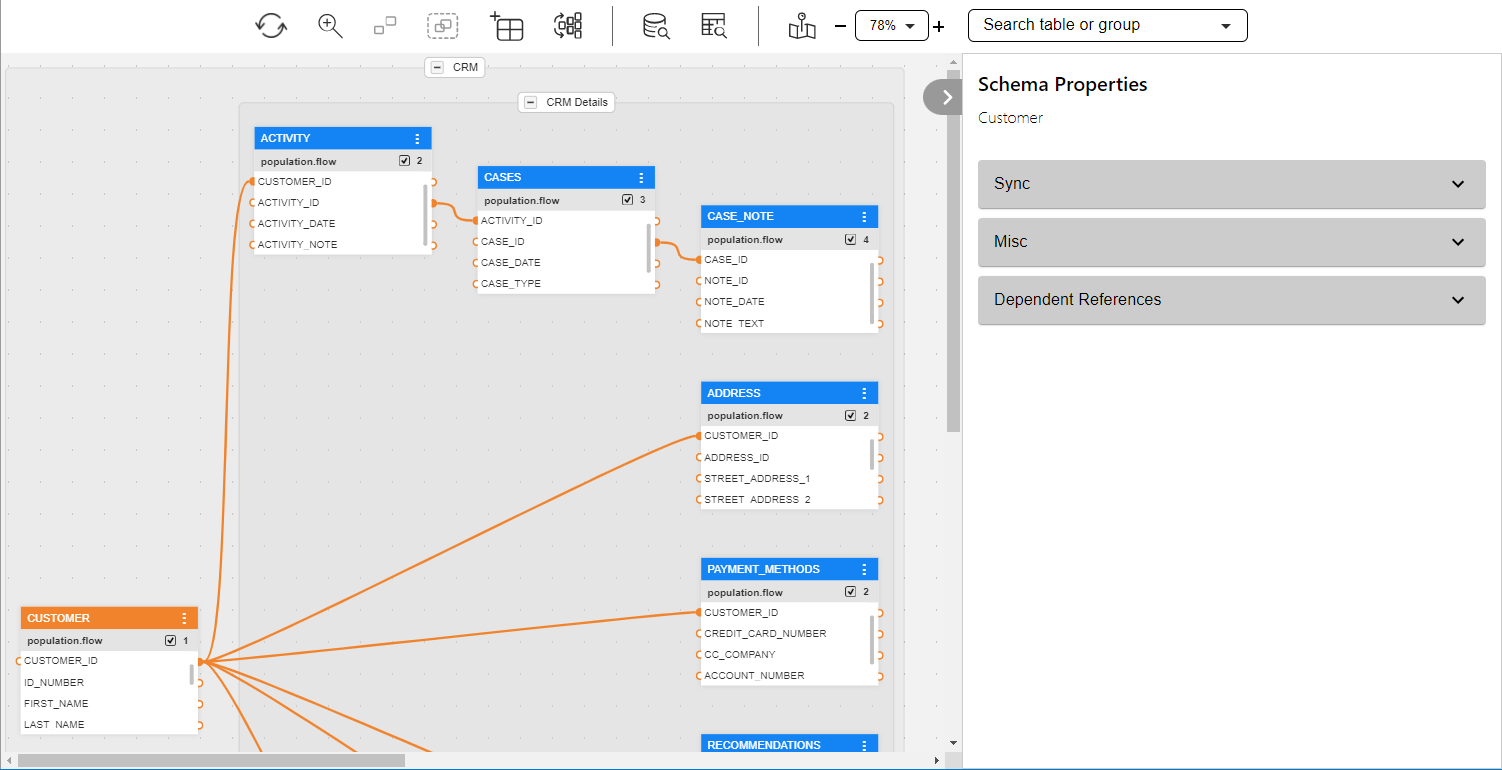 78%
Search table or group
CRM
CRM Details
ACTIVITY
population.flow 2
CUSTOMER_ID
ACTIVITY_ID
ACTIVITY_DATE
ACTIVITY_NOTE
CASES
population.flow 3
ACTIVITY_ID
CASE_ID
CASE_DATE
CASE_TYPE
CASE_NOTE
population.flow 4
CASE_ID
NOTE_ID
NOTE_DATE
NOTE_TEXT
ADDRESS
population.flow 2
CUSTOMER_ID
ADDRESS_ID
STREET_ADDRESS_1
STREET_ADDRESS_2
PAYMENT_METHODS
population.flow 2
CUSTOMER_ID
CREDIT_CARD_NUMBER
CC_COMPANY
ACCOUNT_NUMBER
CUSTOMER
population.flow 1
CUSTOMER_ID
ID_NUMBER
FIRST_NAME
LAST_NAME
RECOMMENDATIONS
Schema Properties
Customer
Sync
Misc
Dependent References